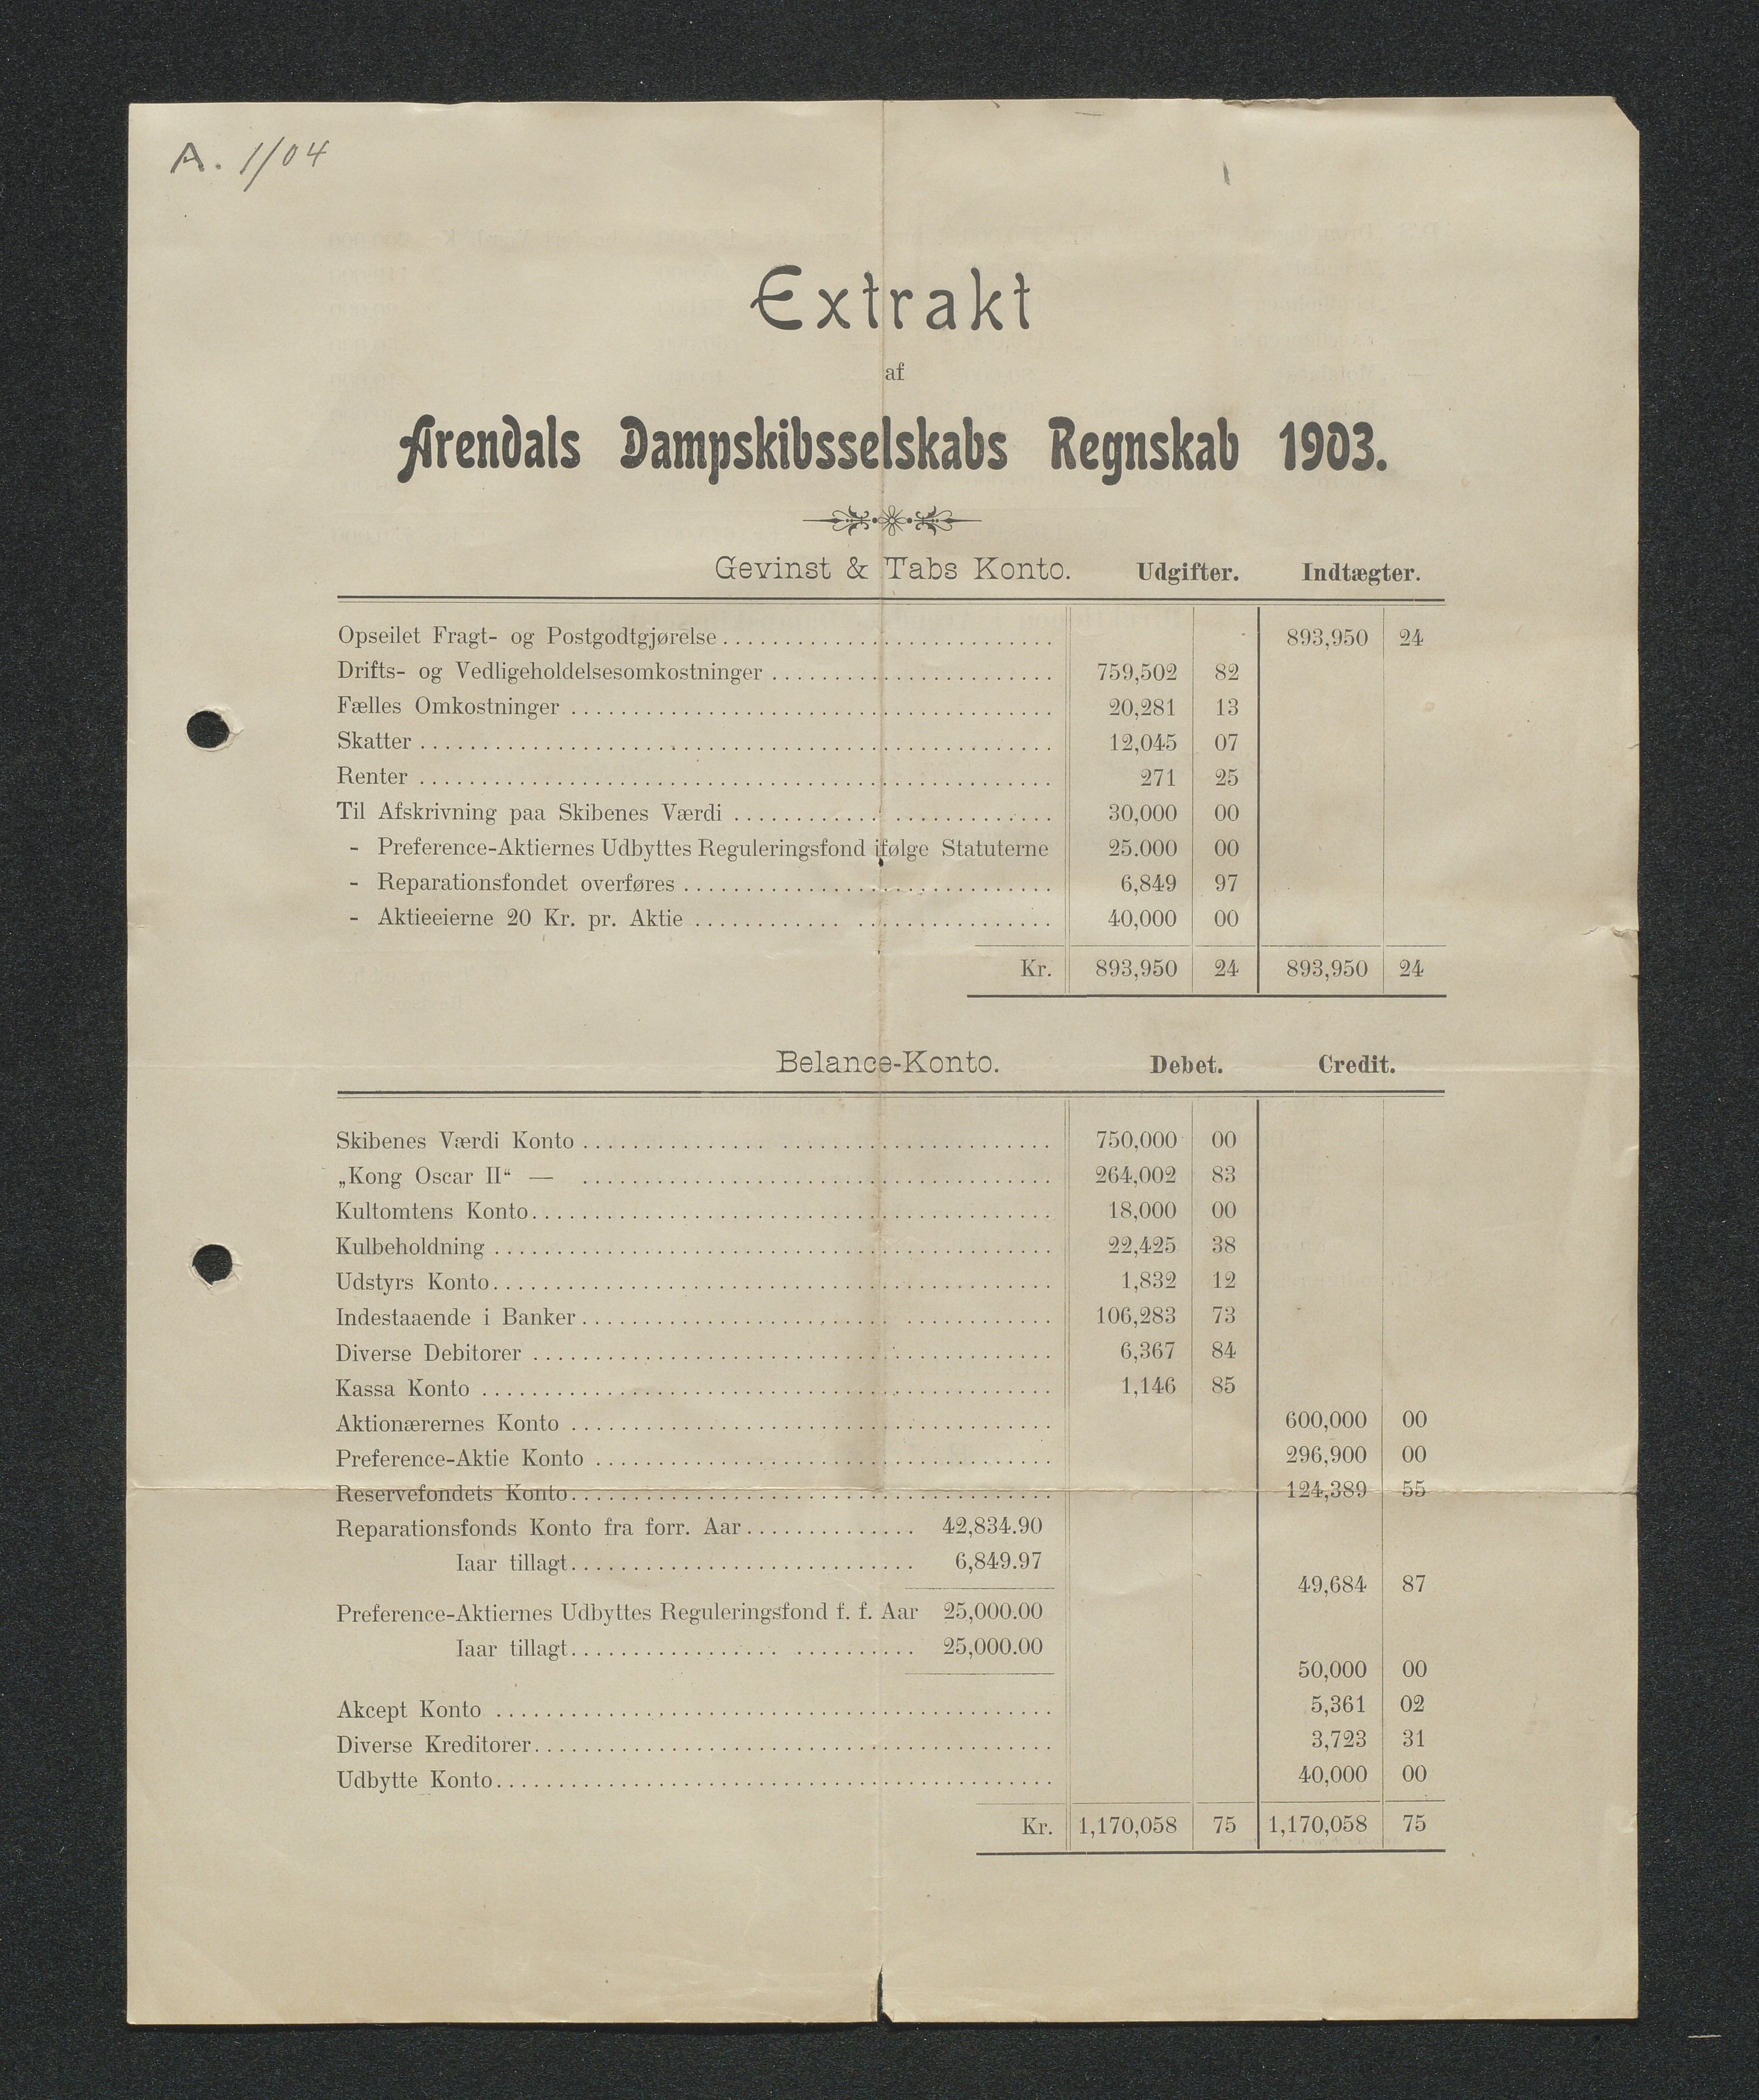 A. 1/04
Extrakt
af
Arendals Dampskibsselskabs Regnskab 1903.
Gevinst & Tabs Konto. Udgifter. Indtægter.
Opseilet Fragt- og Postgodtgjørelse 893,950 24
Drifts- og Vedligeholdelsesomkostninger 759,502 82
Fælles Omkostninger 20,281 13
Skatter 12,045 07
Renter 271 25
Til Afskrivning paa Skibenes Værdi 30,000 00
- Preference-Aktiernes Udbyttes Reguleringsfond ifølge Statuterne 25.000 00
- Reparationsfondet overføres 6,849 97
- Aktieeierne 20 Kr. pr. Aktie 40,000 00
Kr. 893,950 24 893,950 24
Belance-Konto. Debet. Credit.
Skibenes Værdi Konto 750,000 00
„Kong Oscar II“ — 264,002 83
Kultomtens Konto 18,000 00
Kulbeholdning 22,425 38
Udstyrs Konto 1,832 12
Indestaaende i Banker 106,283 73
Diverse Debitorer 6,367 84
Kassa Konto 1,146 85
Aktionærernes Konto 600,000 00
Preference-Aktie Konto 296,900 00
Reservefondets Konto 124,389 55
Reparationsfonds Konto fra forr. Aar 42,834.90
Iaar tillagt 6,849.97
49,684 87
Preference-Aktiernes Udbyttes Reguleringsfond f. f. Aar 25,000.00
Iaar tillagt 25,000.00
50,000 00
Akcept Konto 5,361 02
Diverse Kreditorer 3,723 31
Udbytte Konto 40,000 00
Kr. 1,170,058 75 1,170,058 75